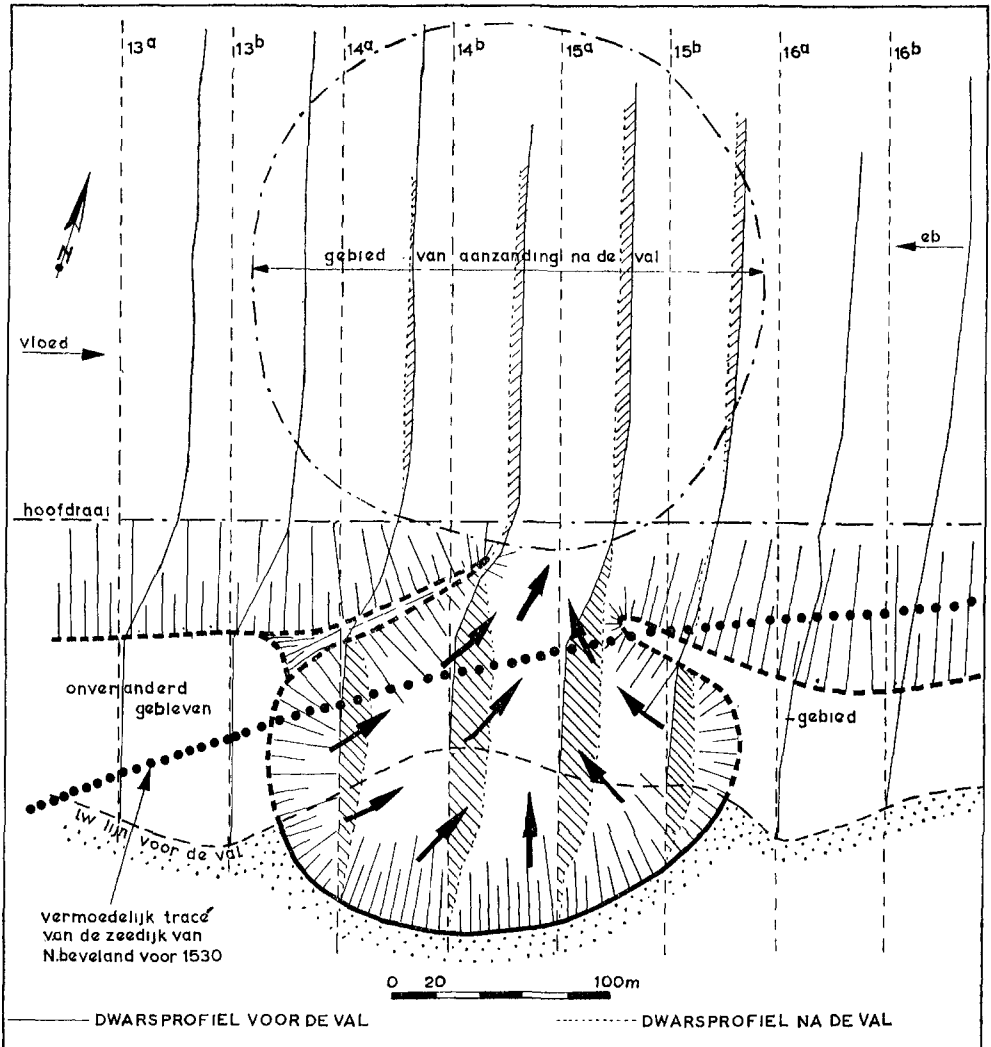 13a 13b 14a 14b 15a 15b 16a 16b
N
eb
gebied van aanzanding na de val
vloed
hoofdraai
onveranderd
gebleven
-gebied
lw lijn voor de val
vermoedelijk tracé
van de zeedijk van
N.beveland voor 1530
0 20 100m
DWARSPROFIEL VOOR DE VAL
DWARSPROFIEL NA DE VAL